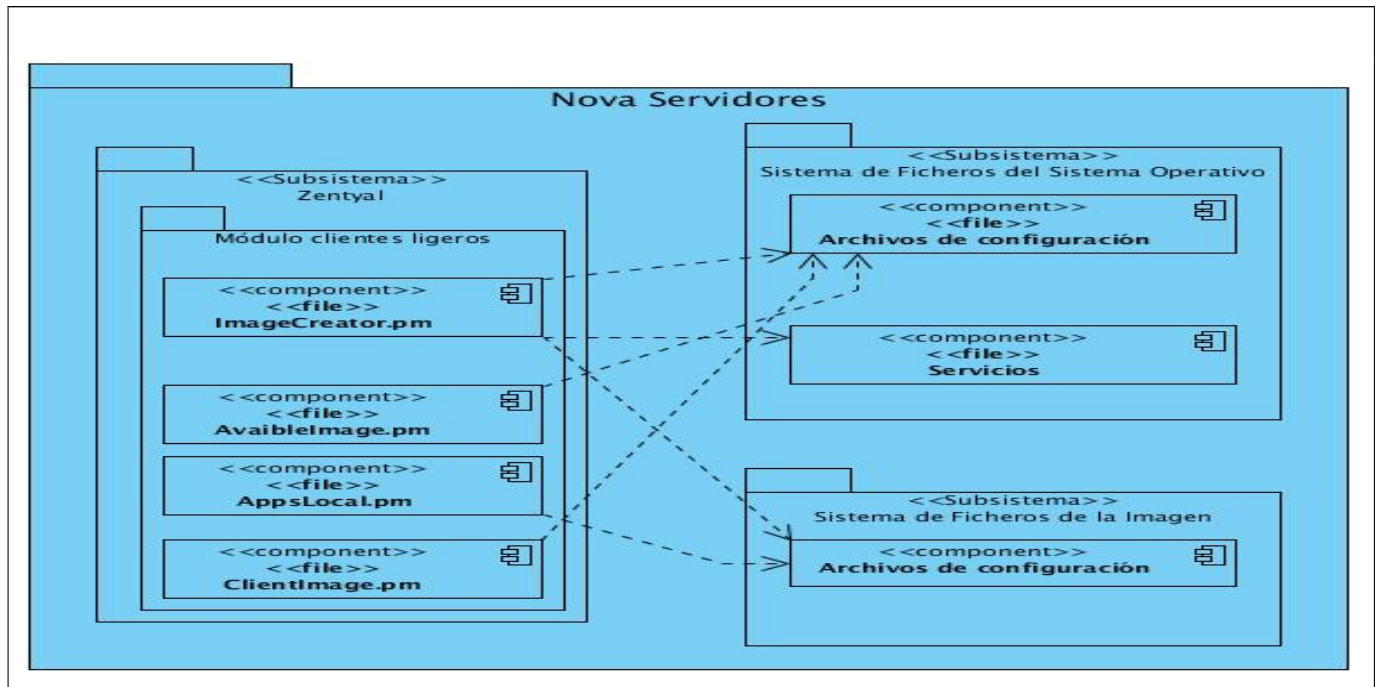 Nova Servidores
<<Subsistema>>
Zentyal
Módulo clientes ligeros
<<component>>
<<file>>
ImageCreator.pm
<<component>>
<<file>>
AvaibleImage.pm
<<component>>
<<file>>
AppsLocal.pm
<<component>>
<<file>>
ClientImage.pm
<<Subsistema>>
Sistema de Ficheros del Sistema Operativo
<<component>>
<<file>>
Archivos de configuración
<<component>>
<<file>>
Servicios
<<Subsistema>>
Sistema de Ficheros de la Imagen
<<component>>
Archivos de configuración